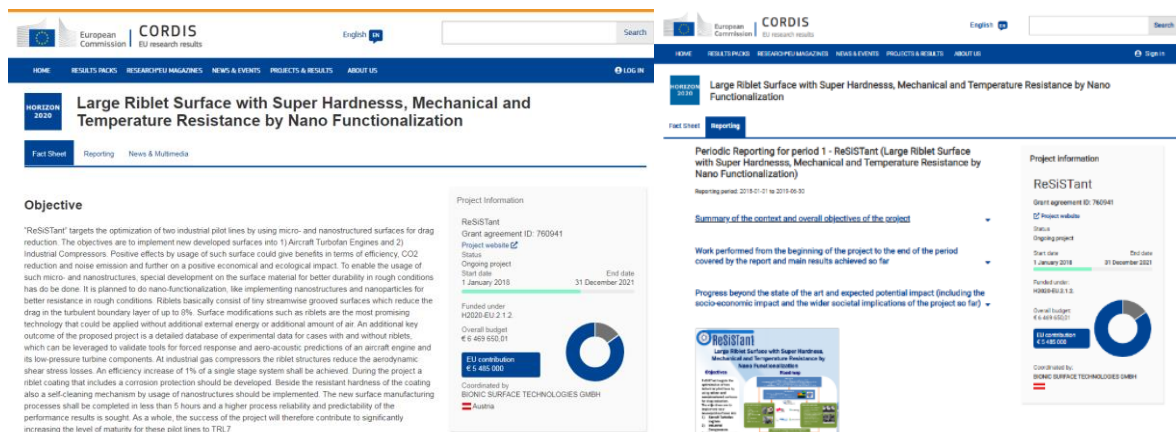 European Commission
CORDIS
EU research results
English EN
Search
HOME RESULTS PACKS RESEARCH*EU MAGAZINES NEWS & EVENTS PROJECTS & RESULTS ABOUT US LOG IN
HORIZON 2020
Large Riblet Surface with Super Hardnesss, Mechanical and
Temperature Resistance by Nano Functionalization
Fact Sheet Reporting News & Multimedia
Objective
"ReSiSTant" targets the optimization of two industrial pilot lines by using micro- and nanostructured surfaces for drag
reduction. The objectives are to implement new developed surfaces into 1) Aircraft Turbofan Engines and 2)
Industrial Compressors. Positive effects by usage of such surface could give benefits in terms of efficiency, CO2
reduction and noise emission and further on a positive economical and ecological impact. To enable the usage of
such micro- and nanostructures, special development on the surface material for better durability in rough conditions
has do be done. It is planned to do nano-functionalization, like implementing nanostructures and nanoparticles for
better resistance in rough conditions. Riblets basically consist of tiny streamwise grooved surfaces which reduce the
drag in the turbulent boundary layer of up to 8%. Surface modifications such as riblets are the most promising
technology that could be applied without additional external energy or additional amount of air. An additional key
outcome of the proposed project is a detailed database of experimental data for cases with and without riblets,
which can be leveraged to validate tools for forced response and aero-acoustic predictions of an aircraft engine and
its low-pressure turbine components. At industrial gas compressors the riblet structures reduce the aerodynamic
shear stress losses. An efficiency increase of 1% of a single stage system shall be achieved. During the project a
riblet coating that includes a corrosion protection should be developed. Beside the resistant hardness of the coating
also a self-cleaning mechanism by usage of nanostructures should be implemented. The new surface manufacturing
processes shall be completed in less than 5 hours and a higher process reliability and predictability of the
performance results is sought. As a whole, the success of the project will therefore contribute to significantly
increasing the level of maturity for these pilot lines to TRL7
Project Information
ReSiSTant
Grant agreement ID: 760941
Project website
Status
Ongoing project
Start date End date
1 January 2018 31 December 2021
Funded under
H2020-EU.2.1.2.
Overall budget
€ 6 469 650,01
EU contribution
€ 5 485 000
Coordinated by
BIONIC SURFACE TECHNOLOGIES GMBH
Austria
European Commission
CORDIS
EU research results
English EN
Search
HOME RESULTS PACKS RESEARCH*EU MAGAZINES NEWS & EVENTS PROJECTS & RESULTS ABOUT US Sign in
HORIZON 2020
Large Riblet Surface with Super Hardnesss, Mechanical and Temperature Resistance by Nano
Functionalization
Fact Sheet Reporting
Periodic Reporting for period 1 - ReSiSTant (Large Riblet Surface
with Super Hardnesss, Mechanical and Temperature Resistance by
Nano Functionalization)
Reporting period: 2018-01-01 to 2019-06-30
Summary of the context and overall objectives of the project
Work performed from the beginning of the project to the end of the period
covered by the report and main results achieved so far
Progress beyond the state of the art and expected potential impact (including the
socio-economic impact and the wider societal implications of the project so far)
ReSiSTant
Large Riblet Surface with Super Hardness,
Mechanical and Temperature Resistance by Nano
Functionalization
Objectives Roadmap
Project information
ReSiSTant
Grant agreement ID: 760941
Project website
Status
Ongoing project
Start date End date
1 January 2018 31 December 2021
Funded under
H2020-EU.2.1.2.
Overall budget
€ 6 469 650,01
EU contribution
€ 5 485 000
Coordinated by
BIONIC SURFACE TECHNOLOGIES GMBH